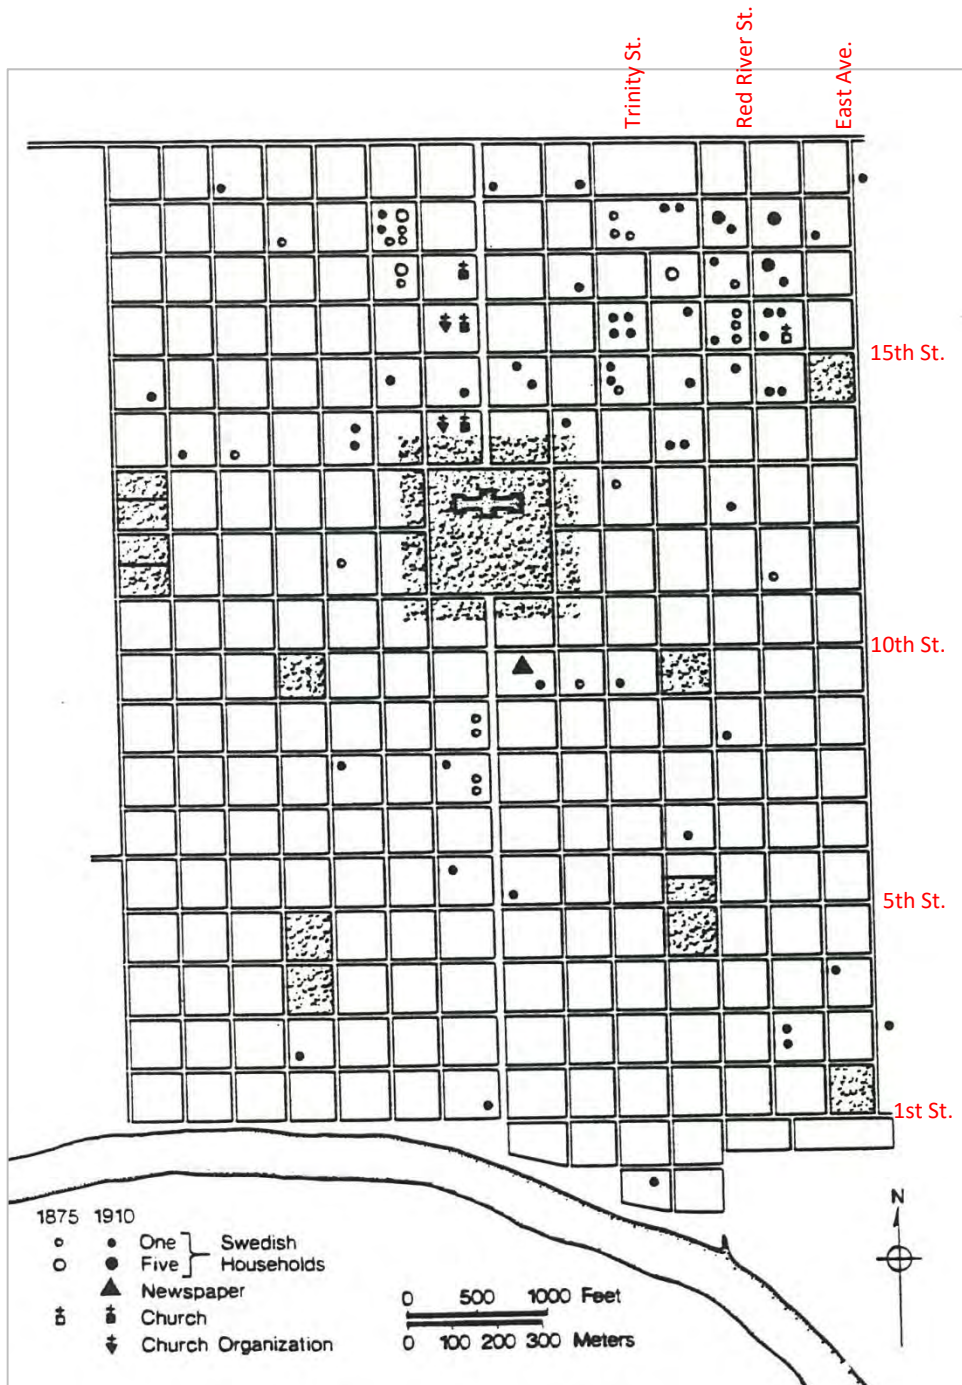 Trinity St.
Red River St.
East Ave.
15th St.
10th St.
5th St.
1st St.
N
1875 1910
One Swedish
Five Households
Newspaper
Church
Church Organization
0 500 1000 Feet
0 100 200 300 Meters